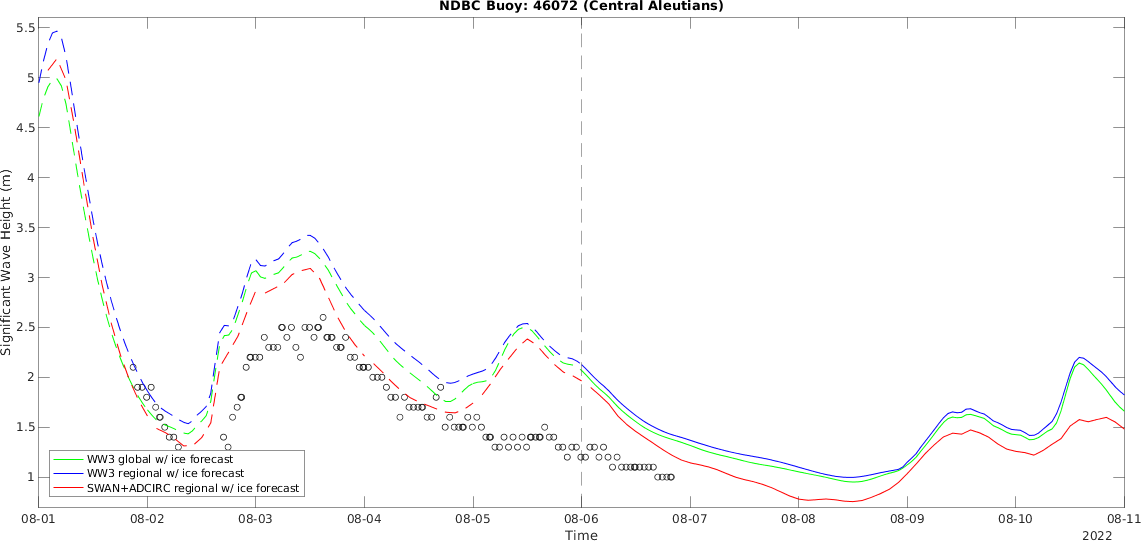 NDBC Buoy: 46072 (Central Aleutians)
5.5
5
4.5
4
3.5
3
2.5
2
1.5
1
Significant Wave Height (m)
WW3 global w/ ice forecast
WW3 regional w/ ice forecast
SWAN+ADCIRC regional w/ ice forecast
08-01 08-02 08-03 08-04 08-05 08-06 08-07 08-08 08-09 08-10 08-11
Time
2022